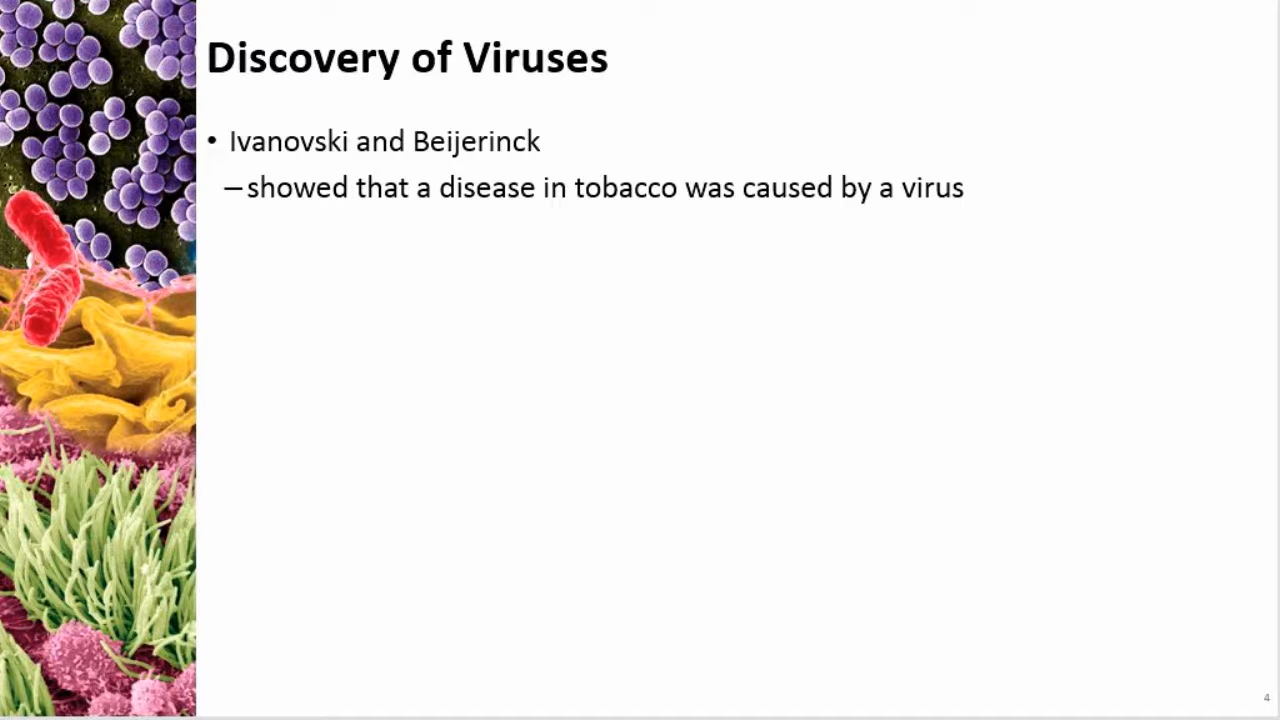 Discovery of Viruses
• Ivanovski and Beijerinck
– showed that a disease in tobacco was caused by a virus
4